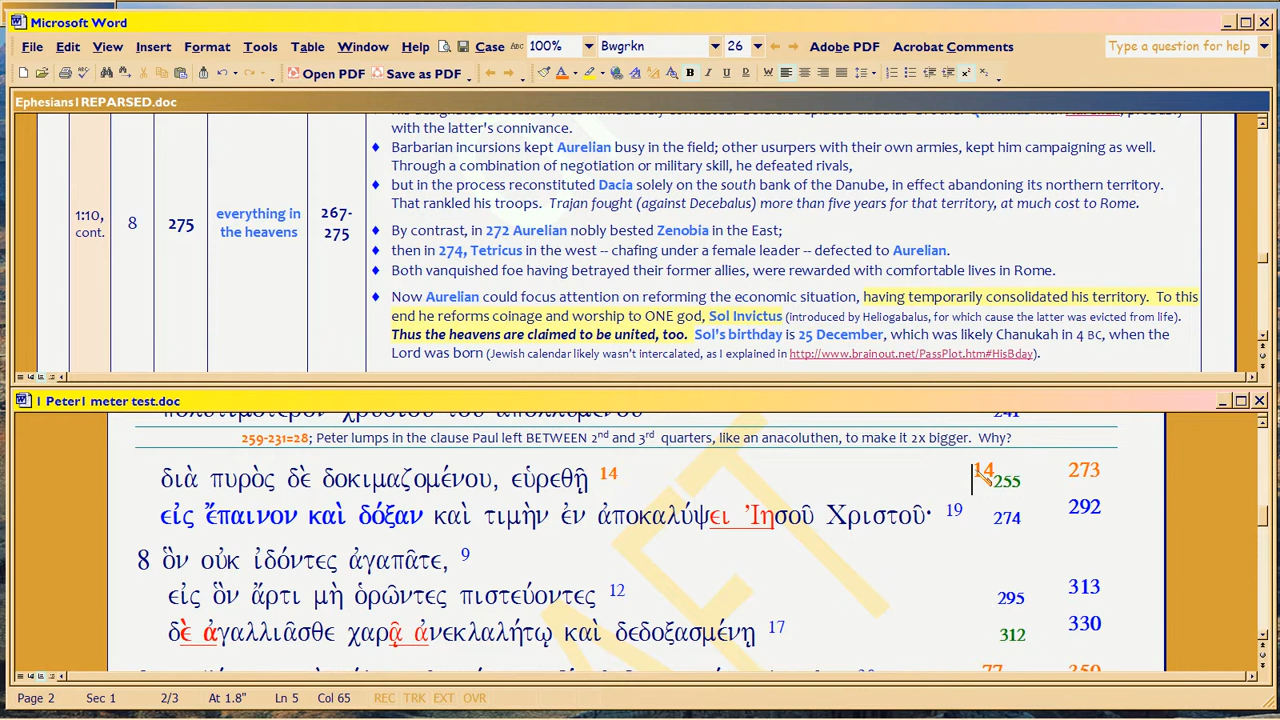 Microsoft Word
File Edit View Insert Format Tools Table Window Help Case 100% Bwgrkn 26 Adobe PDF Acrobat Comments Type a question for help
Open PDF Save as PDF
Ephesians1REPARSED.doc
with the latter's connivance.
Barbarian incursions kept Aurelian busy in the field; other usurpers with their own armies, kept him campaigning as well.
Through a combination of negotiation or military skill, he defeated rivals,
but in the process reconstituted Dacia solely on the south bank of the Danube, in effect abandoning its northern territory.
That rankled his troops. Trajan fought (against Decebalus) more than five years for that territory, at much cost to Rome.
1:10, cont. 8 275 everything in the heavens 267-275
By contrast, in 272 Aurelian nobly bested Zenobia in the East;
then in 274, Tetricus in the west -- chafing under a female leader -- defected to Aurelian.
Both vanquished foe having betrayed their former allies, were rewarded with comfortable lives in Rome.
Now Aurelian could focus attention on reforming the economic situation, having temporarily consolidated his territory. To this
end he reforms coinage and worship to ONE god, Sol Invictus (introduced by Heliogabalus, for which cause the latter was evicted from life).
Thus the heavens are claimed to be united, too. Sol's birthday is 25 December, which was likely Chanukah in 4 BC, when the
Lord was born (Jewish calendar likely wasn't intercalated, as I explained in http://www.brainout.net/PassPlot.htm#HisBday).
1 Peter1 meter test.doc
241
259-231=28; Peter lumps in the clause Paul left BETWEEN 2nd and 3rd quarters, like an anacoluthen, to make it 2x bigger. Why?
διὰ πυρὸς δὲ δοκιμαζομένου, εὑρεθῇ 14 14 255 273
εἰς ἔπαινον καὶ δόξαν καὶ τιμὴν ἐν ἀποκαλύψει Ἰησοῦ Χριστοῦ· 19 274 292
8 ὃν οὐκ ἰδόντες ἀγαπᾶτε, 9
εἰς ὃν ἄρτι μὴ ὁρῶντες πιστεύοντες 12 295 313
δὲ ἀγαλλιᾶσθε χαρᾷ ἀνεκλαλήτῳ καὶ δεδοξασμένῃ 17 312 330
Page 2 Sec 1 2/3 At 1.8" Ln 5 Col 65 REC TRK EXT OVR